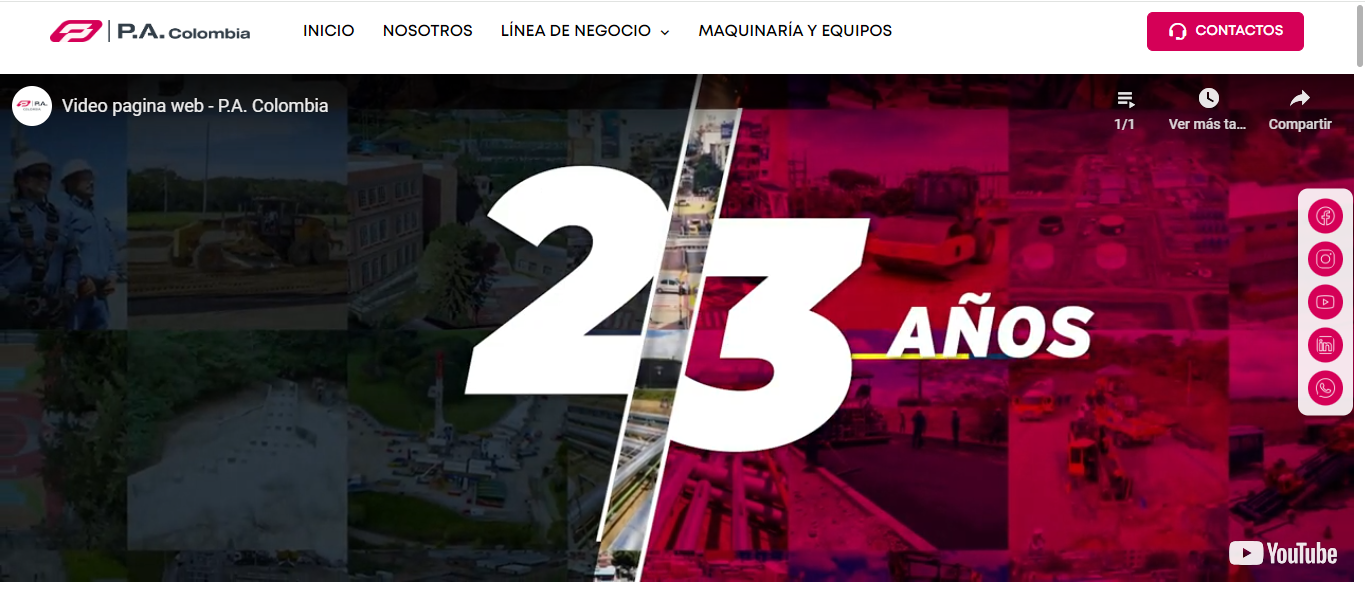 P.A. Colombia
INICIO
NOSOTROS
LÍNEA DE NEGOCIO
MAQUINARÍA Y EQUIPOS
CONTACTOS
P.A.
COLOMBIA
Video pagina web - P.A. Colombia
1/1
Ver más ta...
Compartir
23
AÑOS
YouTube